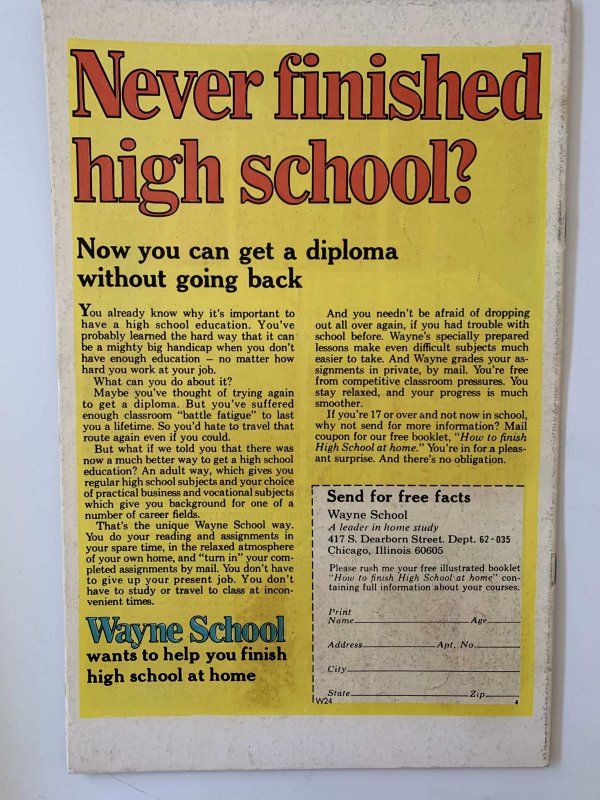 Never finished
high school?
Now you can get a diploma
without going back
You already know why it's important to
have a high school education. You've
probably learned the hard way that it can
be a mighty big handicap when you don't
have enough education — no matter how
hard you work at your job.
What can you do about it?
Maybe you've thought of trying again
to get a diploma. But you've suffered
enough classroom "battle fatigue" to last
you a lifetime. So you'd hate to travel that
route again even if you could.
But what if we told you that there was
now a much better way to get a high school
education? An adult way, which gives you
regular high school subjects and your choice
of practical business and vocational subjects
which give you background for one of a
number of career fields.
That's the unique Wayne School way.
You do your reading and assignments in
your spare time, in the relaxed atmosphere
of your own home, and "turn in" your com-
pleted assignments by mail. You don't have
to give up your present job. You don't
have to study or travel to class at incon-
venient times.
Wayne School
wants to help you finish
high school at home
And you needn't be afraid of dropping
out all over again, if you had trouble with
school before. Wayne's specially prepared
lessons make even difficult subjects much
easier to take. And Wayne grades your as-
signments in private, by mail. You're free
from competitive classroom pressures. You
stay relaxed, and your progress is much
smoother.
If you're 17 or over and not now in school,
why not send for more information? Mail
coupon for our free booklet, "How to finish
High School at home." You're in for a pleas-
ant surprise. And there's no obligation.
Send for free facts
Wayne School
A leader in home study
417 S. Dearborn Street. Dept. 62-035
Chicago, Illinois 60605
Please rush me your free illustrated booklet
"How to finish High School at home" con-
taining full information about your courses.
Print
Name Age
Address Apt. No.
City
State Zip
W24 4